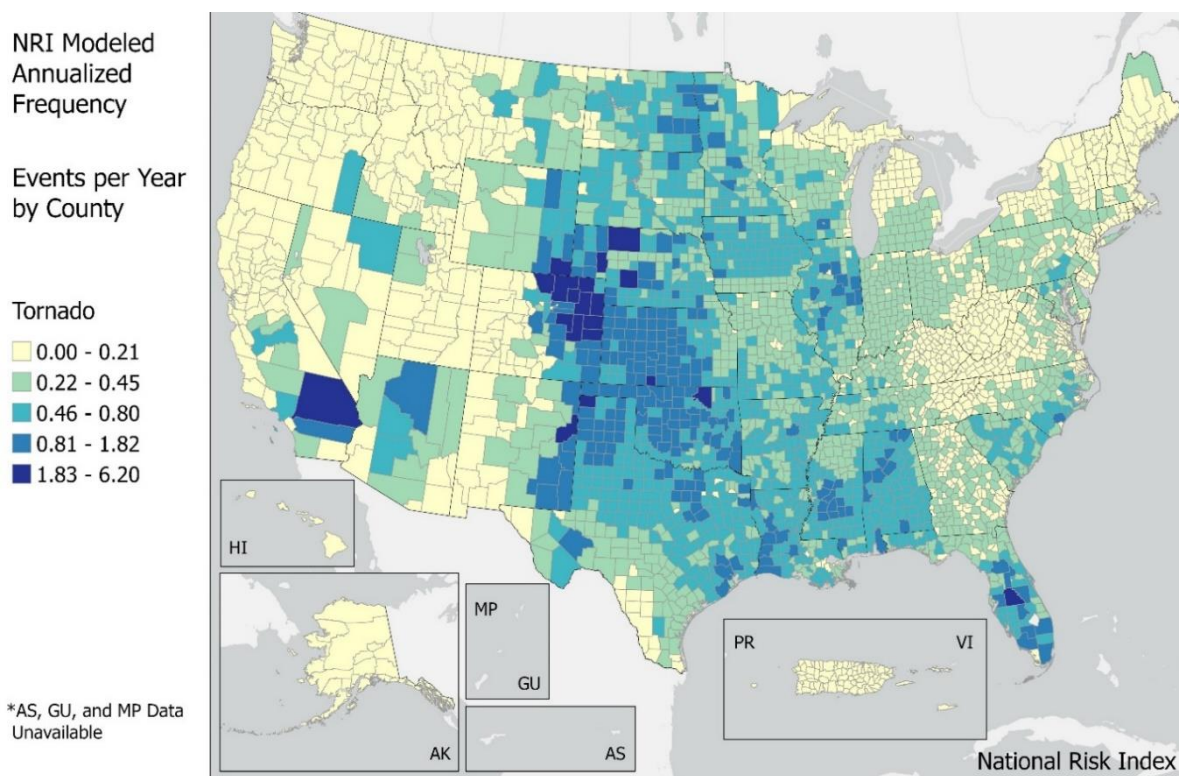 NRI Modeled
Annualized
Frequency
Events per Year
by County
Tornado
0.00 - 0.21
0.22 - 0.45
0.46 - 0.80
0.81 - 1.82
1.83 - 6.20
HI
MP
GU
PR
VI
*AS, GU, and MP Data
Unavailable
AK
AS
National Risk Index